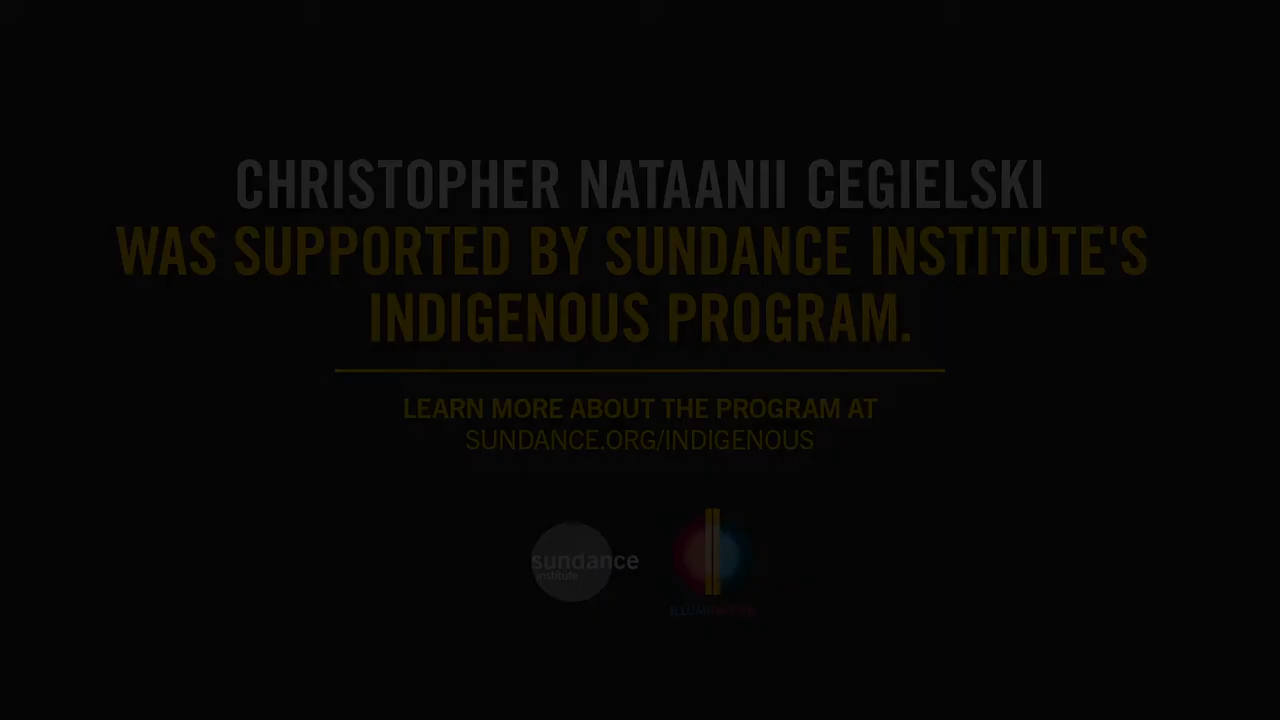 CHRISTOPHER NATAANII CEGIELSKI
WAS SUPPORTED BY SUNDANCE INSTITUTE'S
INDIGENOUS PROGRAM.
LEARN MORE ABOUT THE PROGRAM AT
SUNDANCE.ORG/INDIGENOUS
sundance
institute
ILLUMINATIVE